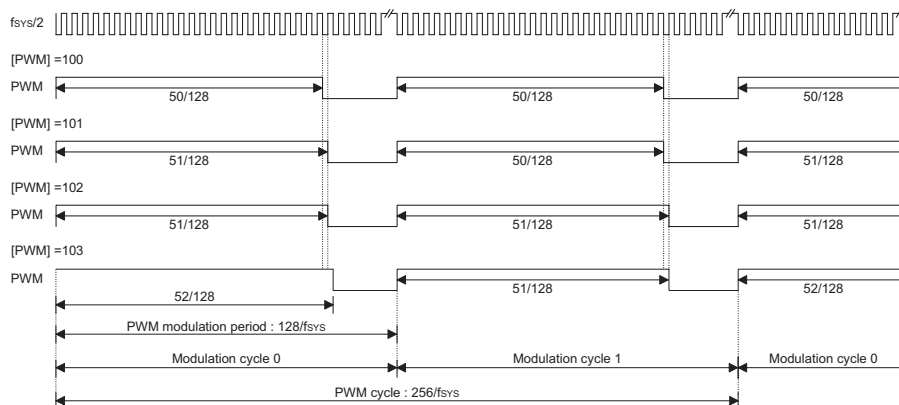 fSYS/2
[PWM] =100
PWM
50/128 50/128 50/128
[PWM] =101
PWM
51/128 50/128 51/128
[PWM] =102
PWM
51/128 51/128 51/128
[PWM] =103
PWM
52/128 51/128 52/128
PWM modulation period : 128/fSYS
Modulation cycle 0 Modulation cycle 1 Modulation cycle 0
PWM cycle : 256/fSYS